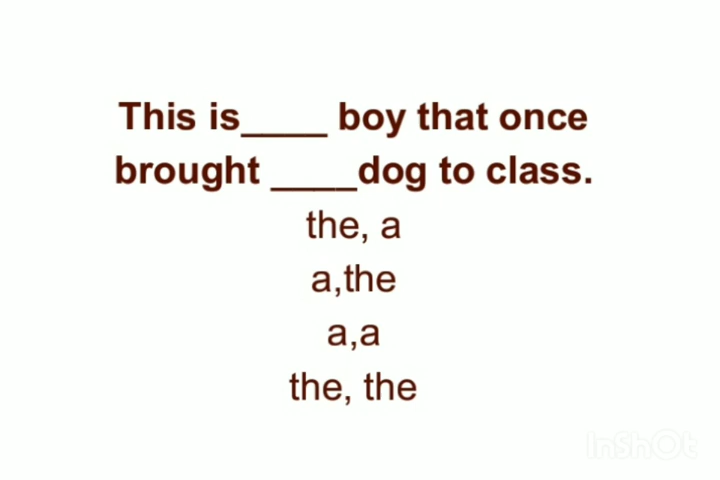 This is____ boy that once
brought ____dog to class.
the, a
a,the
a,a
the, the
InShOt